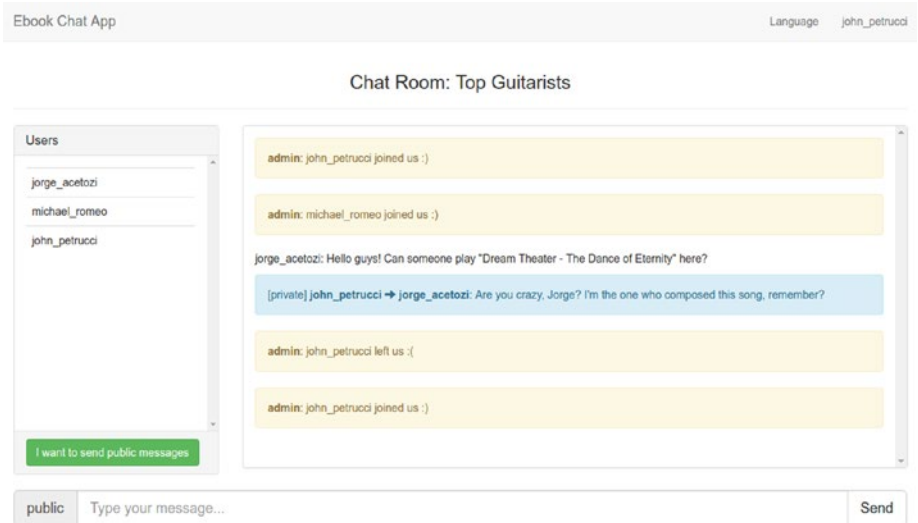 Ebook Chat App
Language
john_petrucci
Chat Room: Top Guitarists
Users
jorge_acetozi
michael_romeo
john_petrucci
I want to send public messages
admin: john_petrucci joined us :)
admin: michael_romeo joined us :)
jorge_acetozi: Hello guys! Can someone play "Dream Theater - The Dance of Eternity" here?
[private] john_petrucci ➔ jorge_acetozi: Are you crazy, Jorge? I'm the one who composed this song, remember?
admin: john_petrucci left us :(
admin: john_petrucci joined us :)
public
Type your message...
Send